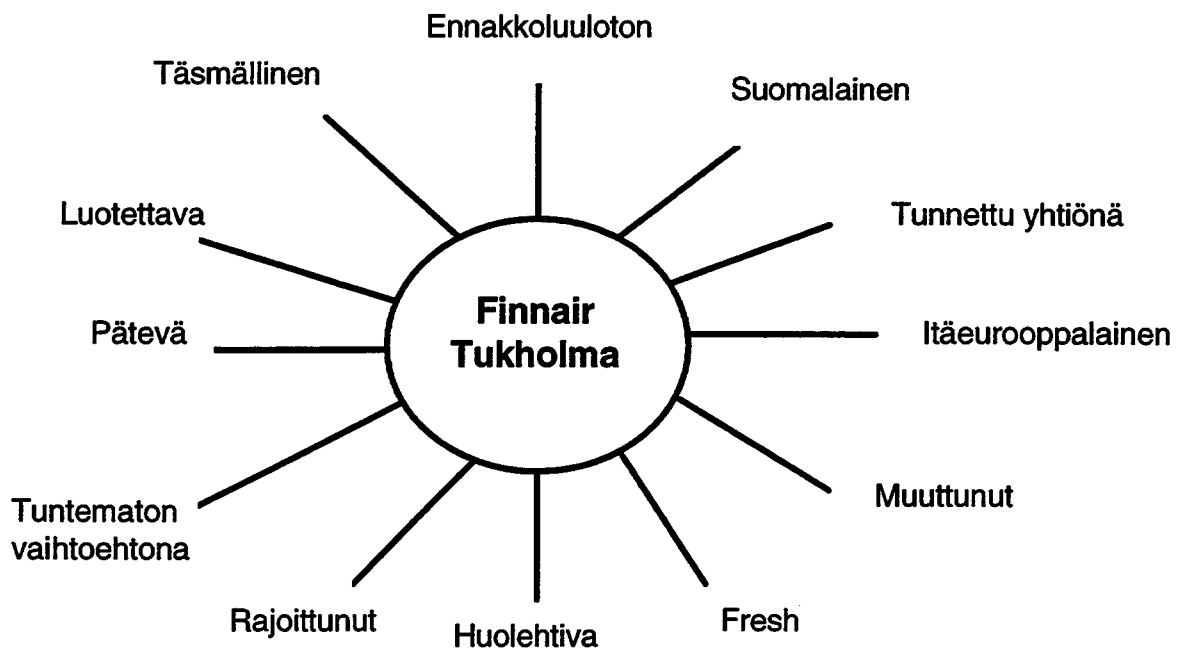 Ennakkoluuloton
Täsmällinen
Suomalainen
Luotettava
Tunnettu yhtiönä
Finnair
Tukholma
Pätevä
Itäeurooppalainen
Tuntematon
vaihtoehtona
Muuttunut
Rajoittunut
Huolehtiva
Fresh